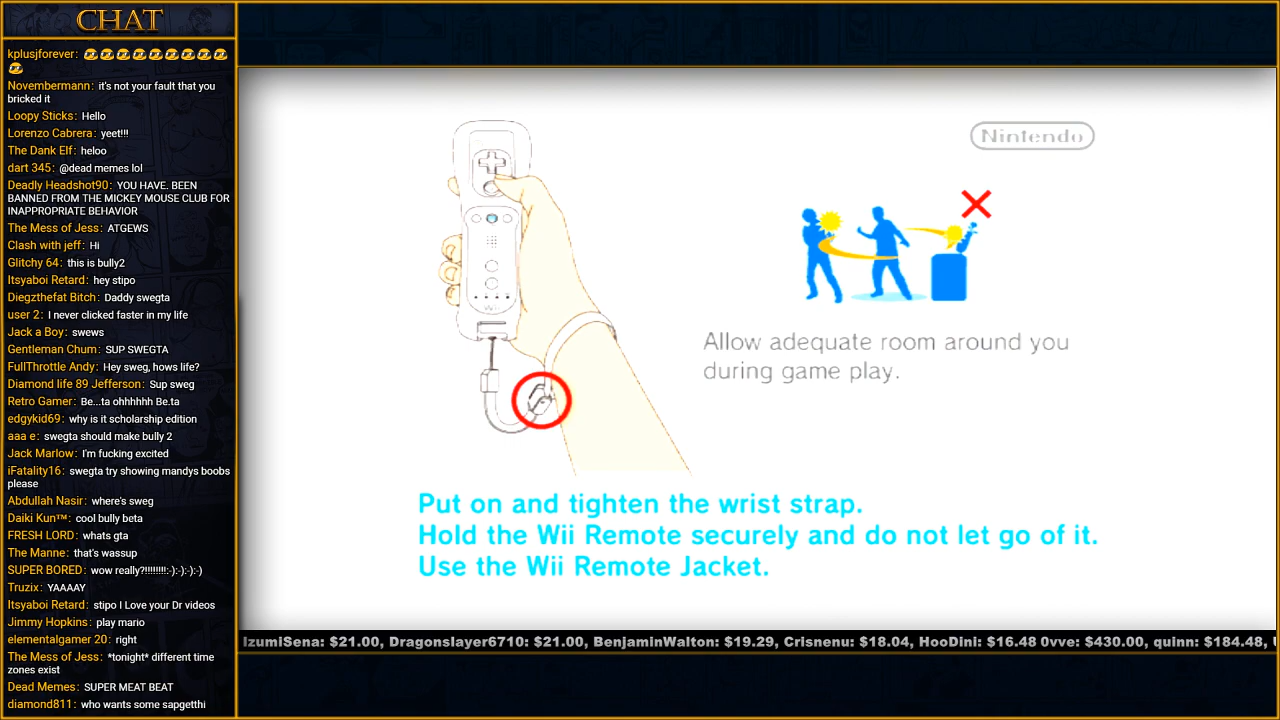 CHAT
kplusjforever:
Novembermann: it's not your fault that you
bricked it
Loopy Sticks: Hello
Lorenzo Cabrera: yeet!!!
The Dank Elf: heloo
dart 345: @dead memes lol
Deadly Headshot90: YOU HAVE. BEEN
BANNED FROM THE MICKEY MOUSE CLUB FOR
INAPPROPRIATE BEHAVIOR
The Mess of Jess: ATGEWS
Clash with jeff: Hi
Glitchy 64: this is bully2
Itsyaboi Retard: hey stipo
Diegzthefat Bitch: Daddy swegta
user 2: I never clicked faster in my life
Jack a Boy: swews
Gentleman Chum: SUP SWEGTA
FullThrottle Andy: Hey sweg, hows life?
Diamond life 89 Jefferson: Sup sweg
Retro Gamer: Be...ta ohhhhhh Be.ta
edgykid69: why is it scholarship edition
aaa e: swegta should make bully 2
Jack Marlow: I'm fucking excited
iFatality16: swegta try showing mandys boobs
please
Abdullah Nasir: where's sweg
Daiki Kun™: cool bully beta
FRESH LORD: whats gta
The Manne: that's wassup
SUPER BORED: wow really?!!!!!!!!:-):-):-):-)
Truzix: YAAAAY
Itsyaboi Retard: stipo I Love your Dr videos
Jimmy Hopkins: play mario
elementalgamer 20: right
The Mess of Jess: *tonight* different time
zones exist
Dead Memes: SUPER MEAT BEAT
diamond811: who wants some sapgetthi
Nintendo
Wii
Allow adequate room around you
during game play.
Put on and tighten the wrist strap.
Hold the Wii Remote securely and do not let go of it.
Use the Wii Remote Jacket.
IzumiSena: $21.00, Dragonslayer6710: $21.00, BenjaminWalton: $19.29, Crisnenu: $18.04, HooDini: $16.48 0vve: $430.00, quinn: $184.48,